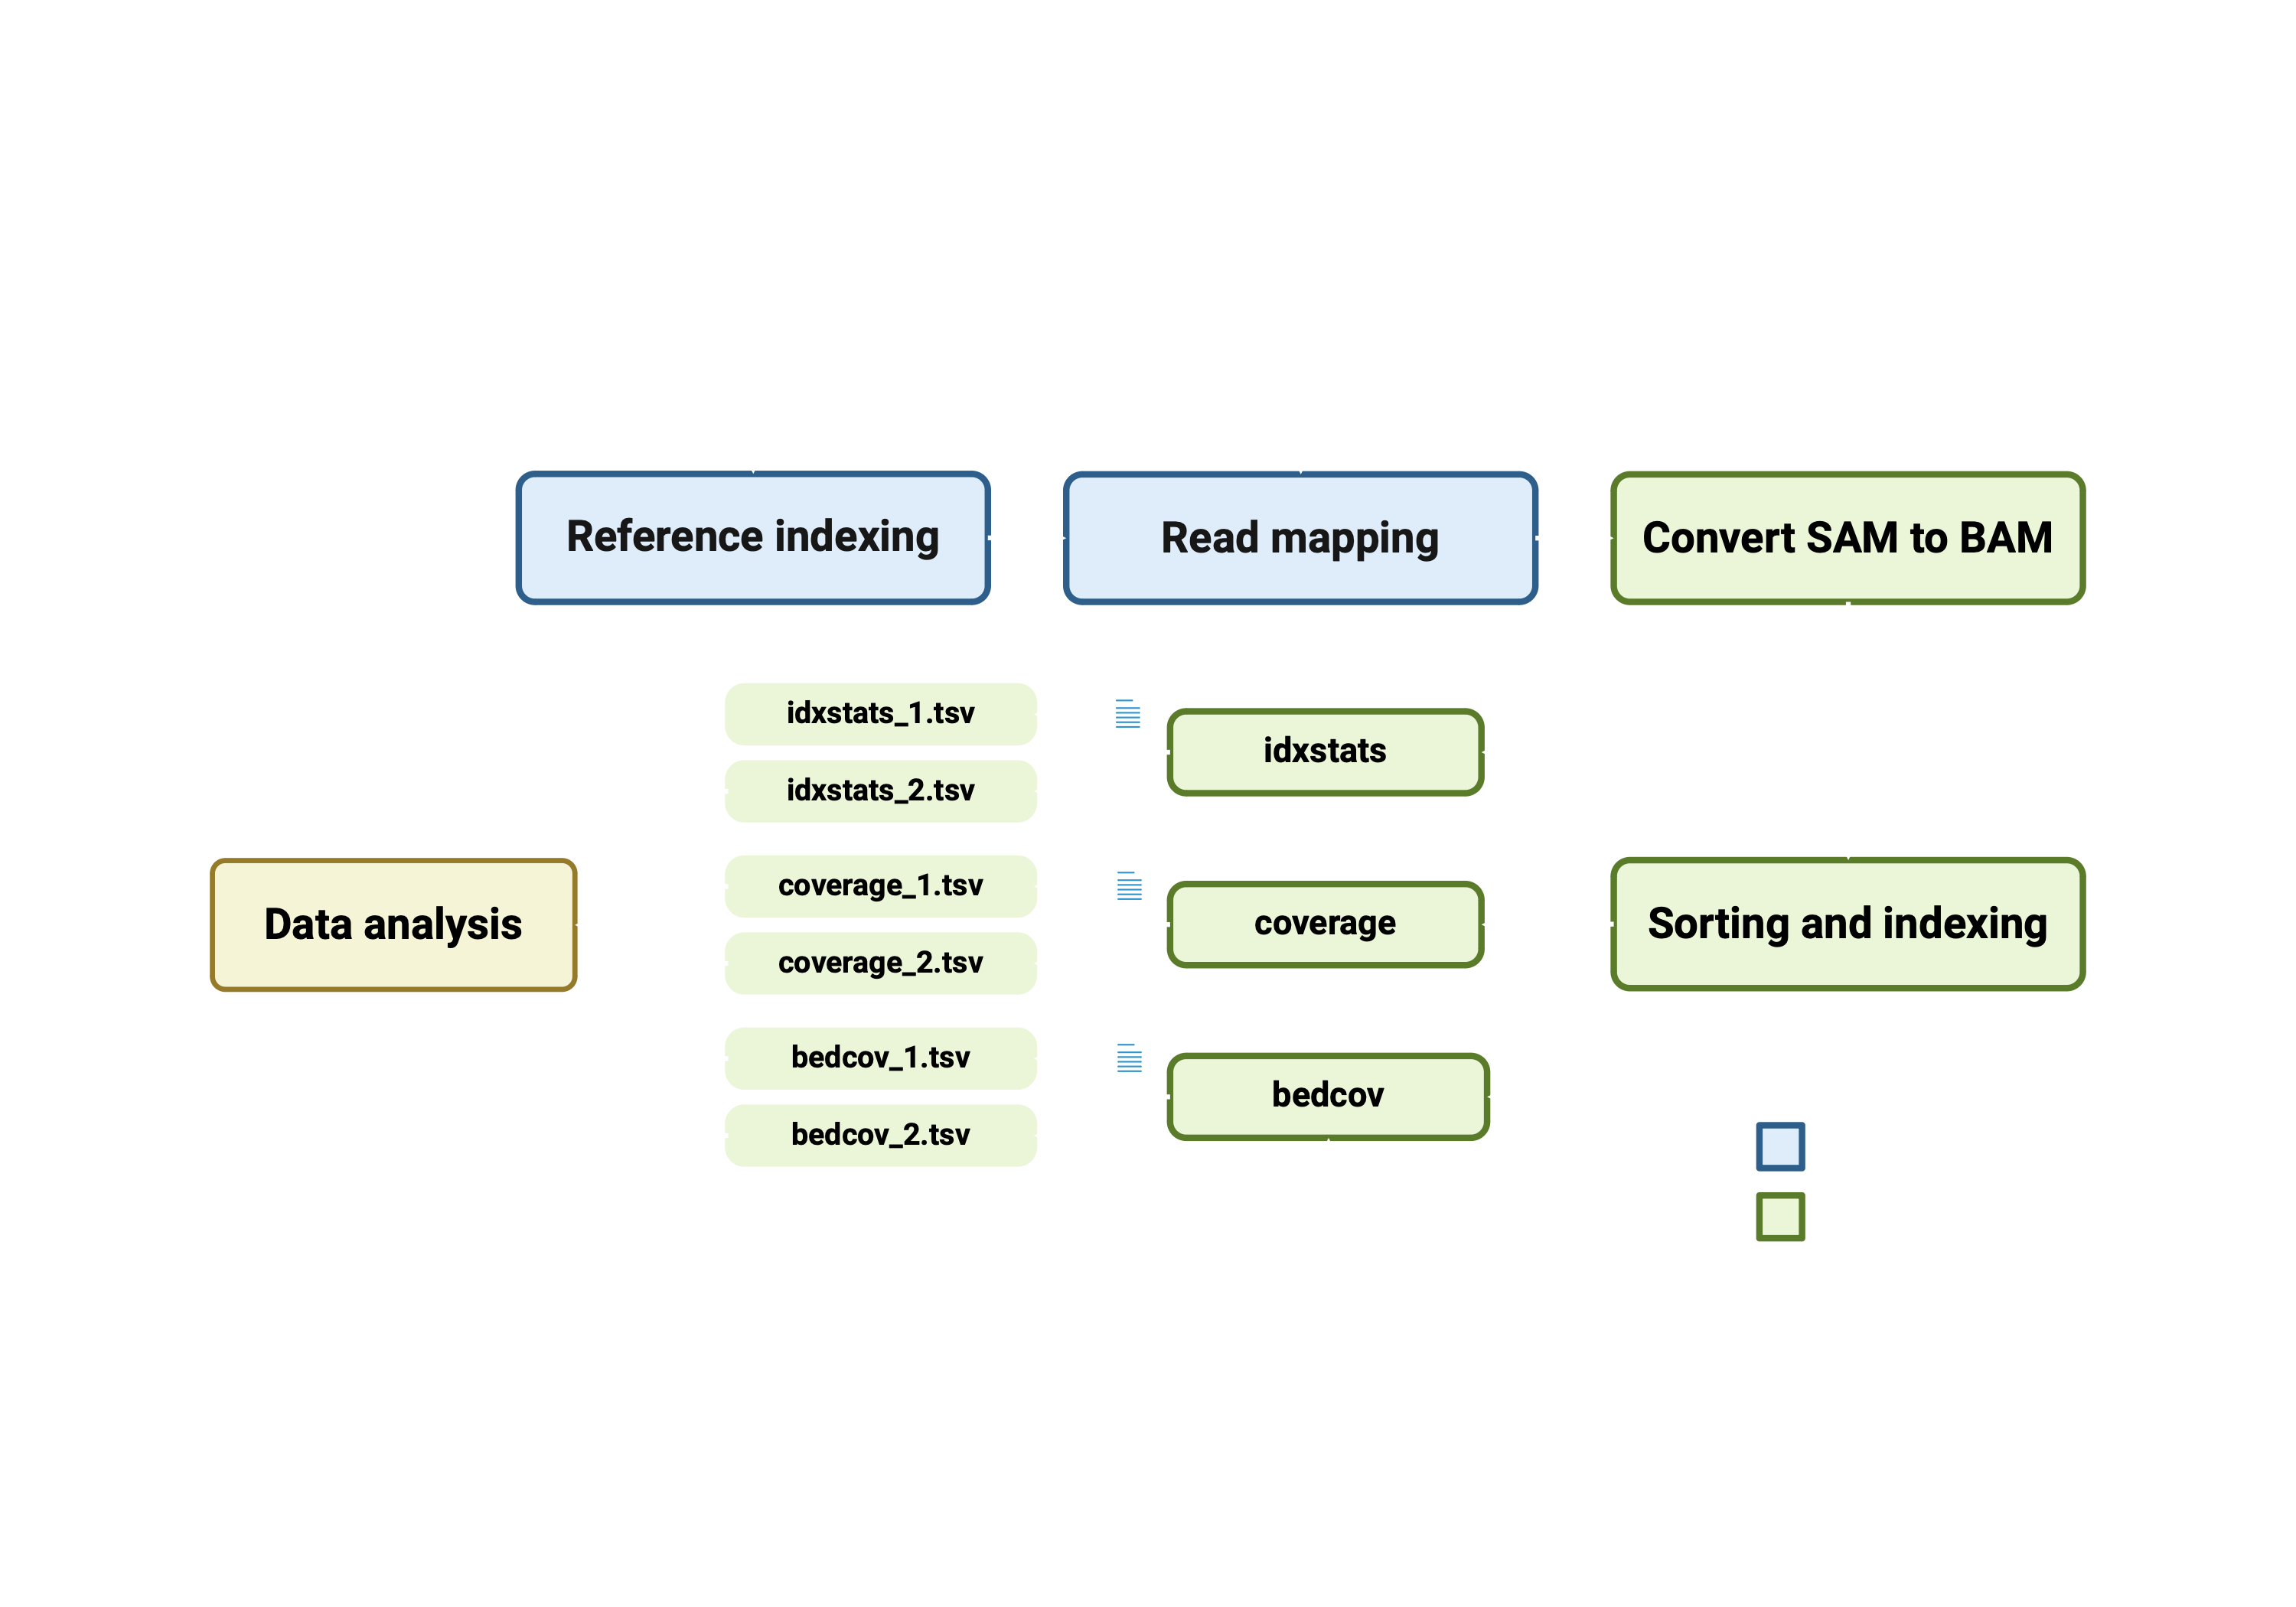 Reference indexing
Read mapping
Convert SAM to BAM
idxstats_1.tsv
idxstats_2.tsv
idxstats
coverage_1.tsv
coverage_2.tsv
coverage
Data analysis
Sorting and indexing
bedcov_1.tsv
bedcov_2.tsv
bedcov